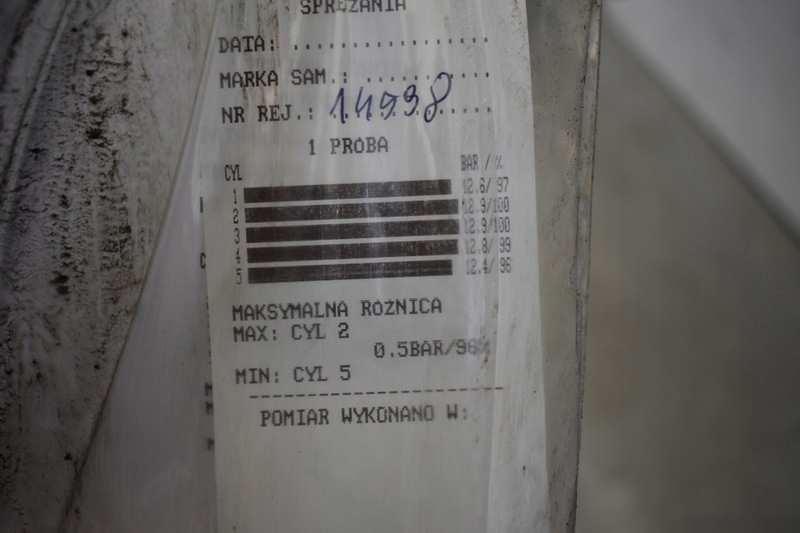 SPRĘŻANIA
DATA: ......................
MARKA SAM.: ...............
NR REJ.: 14998
1 PROBA
CYL BAR / %
1 12.6/ 97
2 12.9/100
3 12.9/100
4 12.8/ 99
5 12.4/ 96
MAKSYMALNA ROŻNICA
MAX: CYL 2
0.5BAR/96%
MIN: CYL 5
POMIAR WYKONANO W: